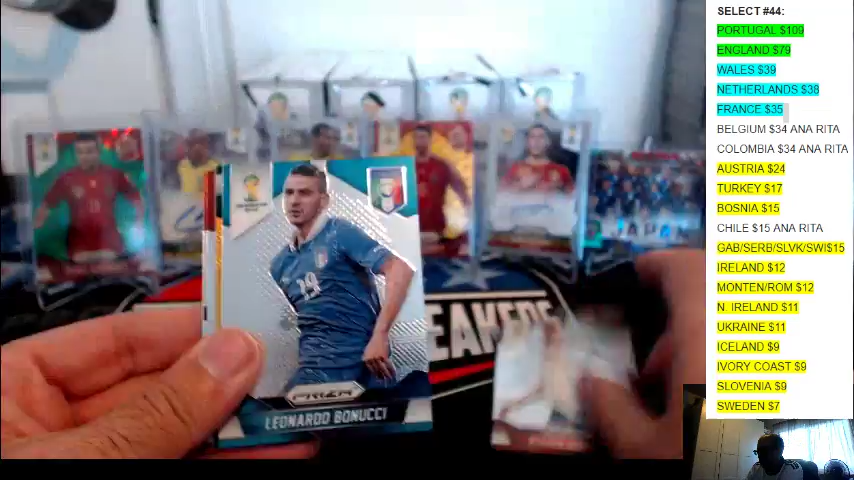 SELECT #44:
PORTUGAL $109
ENGLAND $79
WALES $39
NETHERLANDS $38
FRANCE $35
BELGIUM $34 ANA RITA
COLOMBIA $34 ANA RITA
AUSTRIA $24
TURKEY $17
BOSNIA $15
CHILE $15 ANA RITA
GAB/SERB/SLVK/SWI$15
IRELAND $12
MONTEN/ROM $12
N. IRELAND $11
UKRAINE $11
ICELAND $9
IVORY COAST $9
SLOVENIA $9
SWEDEN $7
JAPAN
EAKERS
19
PRIZM
LEONARDO BONUCCI